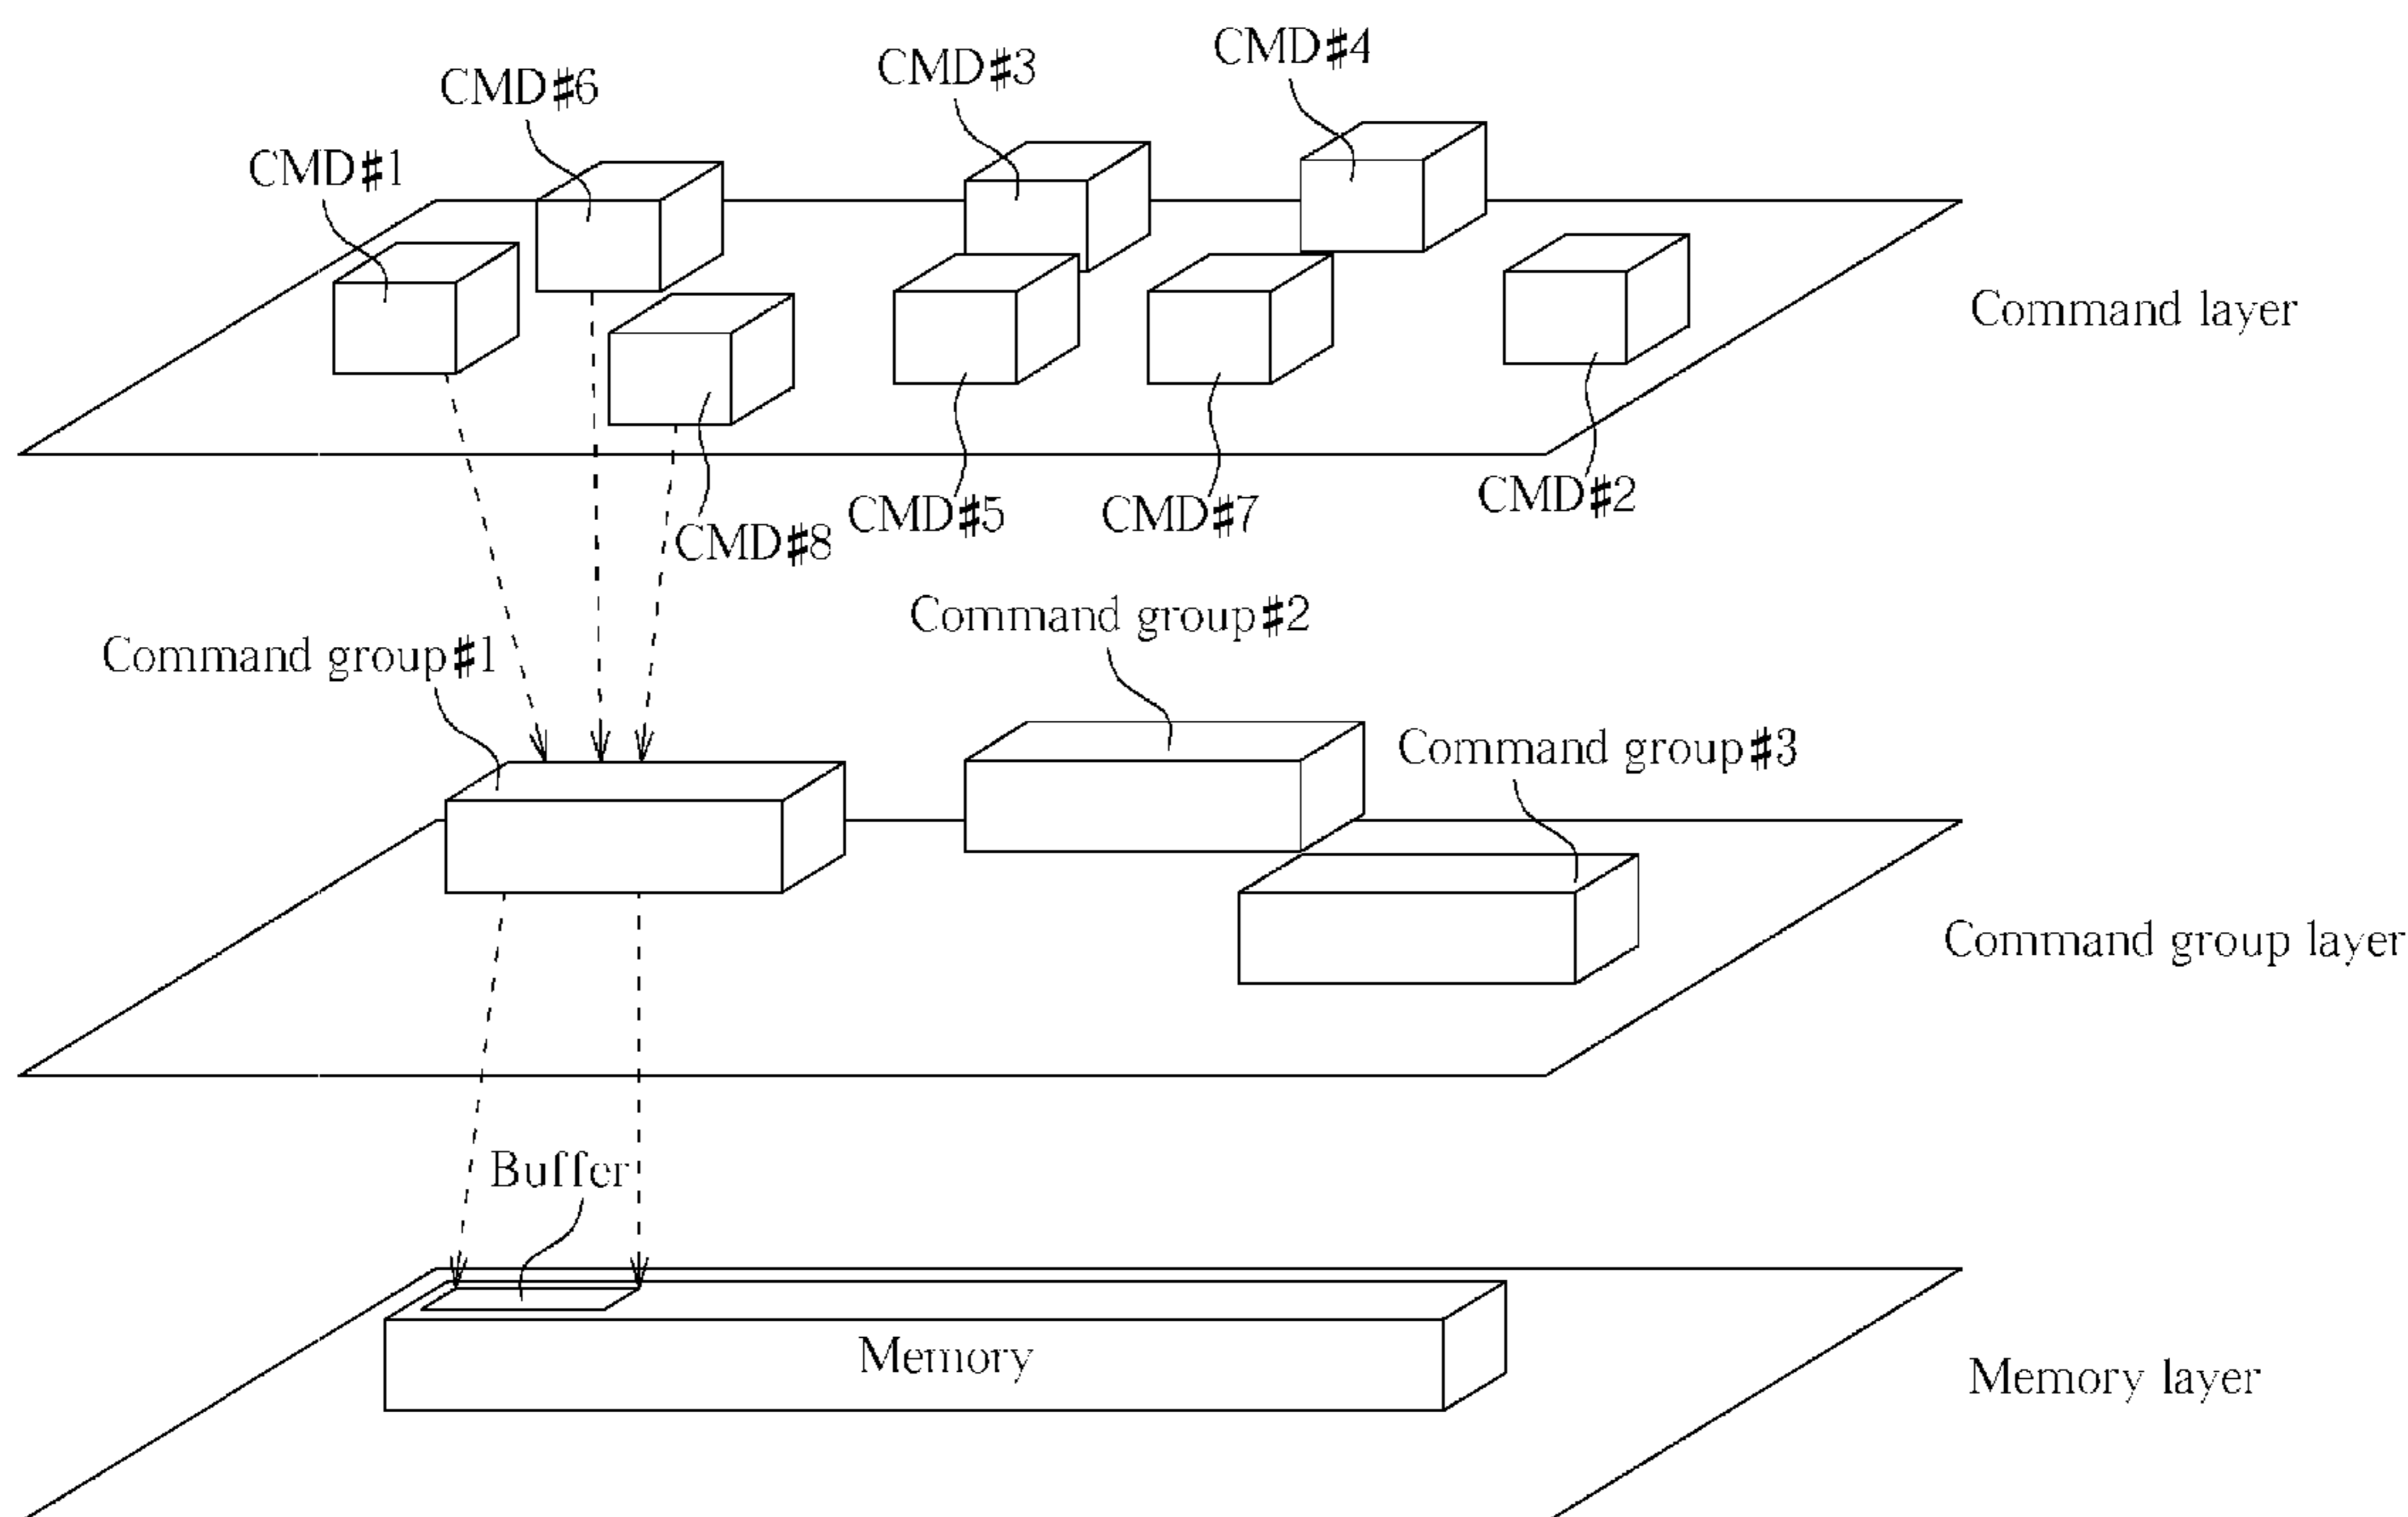 CMD#4
CMD#3
CMD#6
CMD#1
Command layer
CMD#2
CMD#5
CMD#7
CMD#8
Command group#2
Command group#1
Command group#3
Command group layer
Buffer
Memory
Memory layer